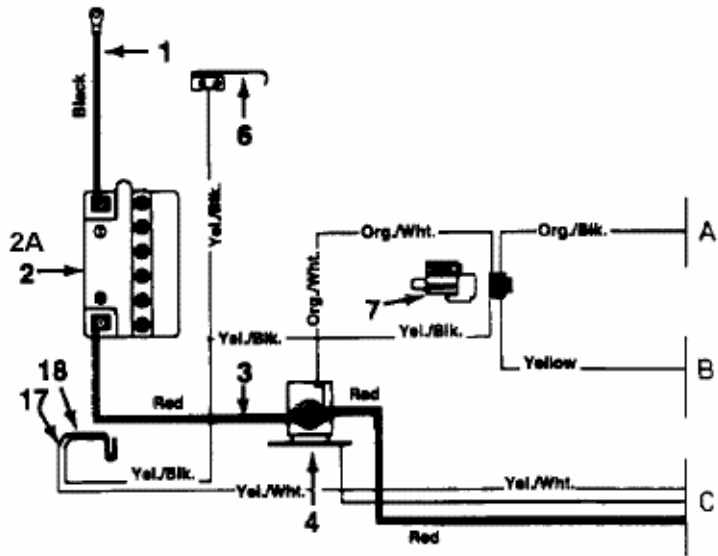 1
Black
6
Yel./Blk.
2A
2
Org./Wht.
Org./Blk.
A
Org./Wht.
7
Yel./Blk.
Yel./Blk.
Yellow
B
18
17
3
Red
Red
Yel./Blk.
Yel./Wht.
4
Yel./Wht.
C
Red